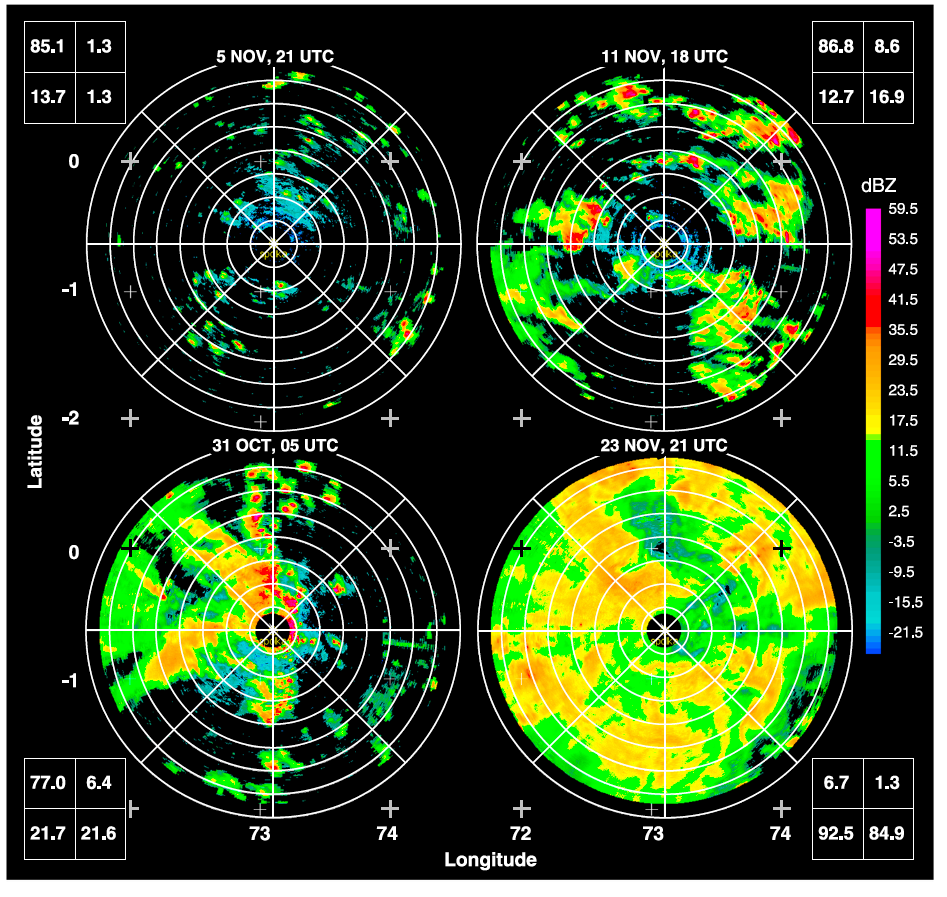 85.1 1.3
13.7 1.3
5 NOV, 21 UTC
11 NOV, 18 UTC
86.8 8.6
12.7 16.9
dBZ
59.5
53.5
47.5
41.5
35.5
29.5
23.5
17.5
11.5
5.5
2.5
-3.5
-9.5
-15.5
-21.5
0
-1
-2
spolka
spolka
Latitude
31 OCT, 05 UTC
23 NOV, 21 UTC
0
-1
spolka
spolka
77.0 6.4
21.7 21.6
6.7 1.3
92.5 84.9
73 74 72 73 74
Longitude